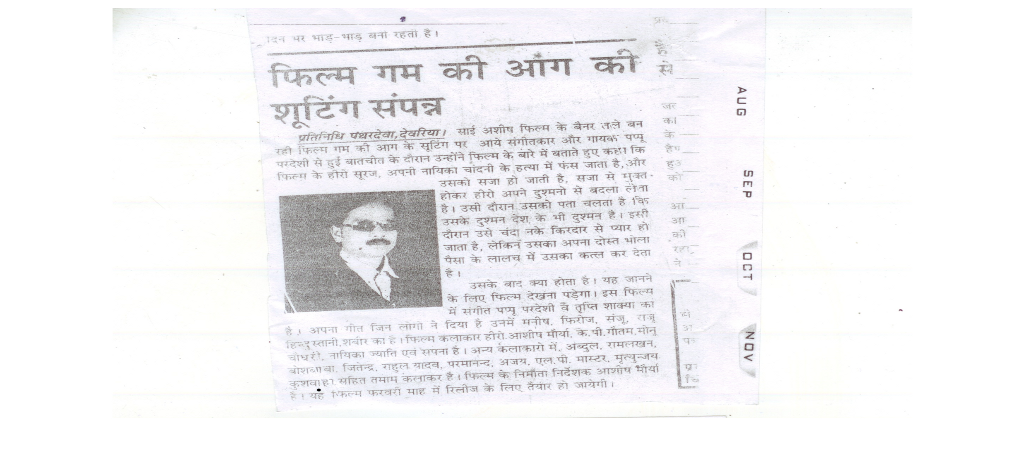 दिन भर भाड़-भाड़ बना रहता है।
फिल्म गम की आंग की
शूटिंग संपन्न
प्रतिनिधि पथरदेवा,देवरिया। साई अशीष फिल्म के बैनर तले बन
रही फिल्म गम की आग के सूटिंग पर आये संगीतकार और गायक पप्पू
परदेशी से हुई बातचीत के दौरान उन्होंने फिल्म के बारे में बताते हुए कहा कि
फिल्म के हीरो सूरज, अपनी नायिका चांदनी के हत्या में फंस जाता है,और
उसको सजा हो जाती है, सजा से मुक्त
होकर हीरो अपने दुश्मनो से बदला लेता
है। उसी दौरान उसको पता चलता है कि
उसके दुश्मन देश के भी दुश्मन है। इसी
दौरान उसे चंदा नके किरदार से प्यार हो
जाता है, लेकिन उसका अपना दोस्त भोला
पैसा के लालच में उसका कत्ल कर देता
है।
उसके बाद क्या होता है। यह जानने
के लिए फिल्म देखना पड़ेगा। इस फिल्म
में संगीत पप्पू परदेशी व तृप्ति शाक्या का
है। अपना गीत जिन लोगो ने दिया है उनमें मनीष, फिरोज, संजू, राजू
हिन्दुस्तानी,शबीर का है। फिल्म कलाकार हीरो आशीष मौर्या, के.पी.गौतम,मोनू
चौधरी, नायिका ज्योति एवं सपना है। अन्य कलाकारो में, अब्दुल, रामलखन,
जितेन्द्र, राहुल यादव, परमानन्द, अजय, एल.पी. मास्टर, मृत्युन्जय
कुशवाहा सहित तमाम कलाकर है। फिल्म के निर्माता निर्देशक आशीष मौर्या
है। यह फिल्म फरवरी माह में रिलीज के लिए तैयार हो जायेगी।
AUG
SEP
OCT
NOV